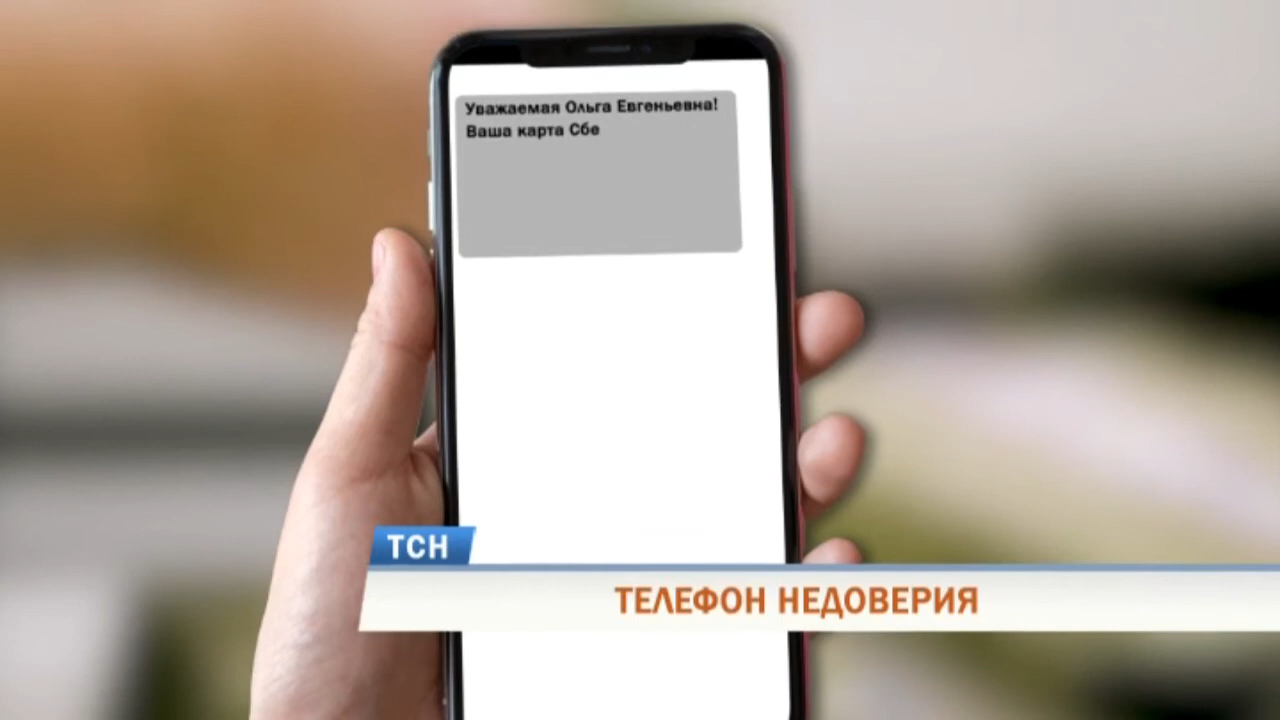 Уважаемая Ольга Евгеньевна!
Ваша карта Сбе
ТСН
ТЕЛЕФОН НЕДОВЕРИЯ